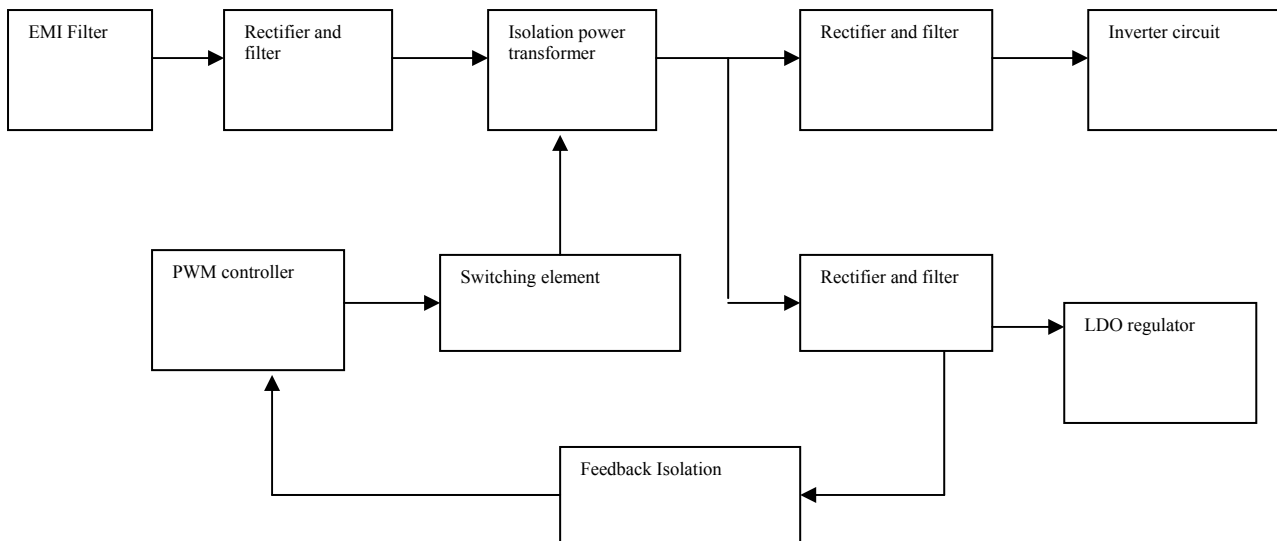 EMI Filter
Rectifier and
filter
Isolation power
transformer
Rectifier and filter
Inverter circuit
PWM controller
Switching element
Rectifier and filter
LDO regulator
Feedback Isolation